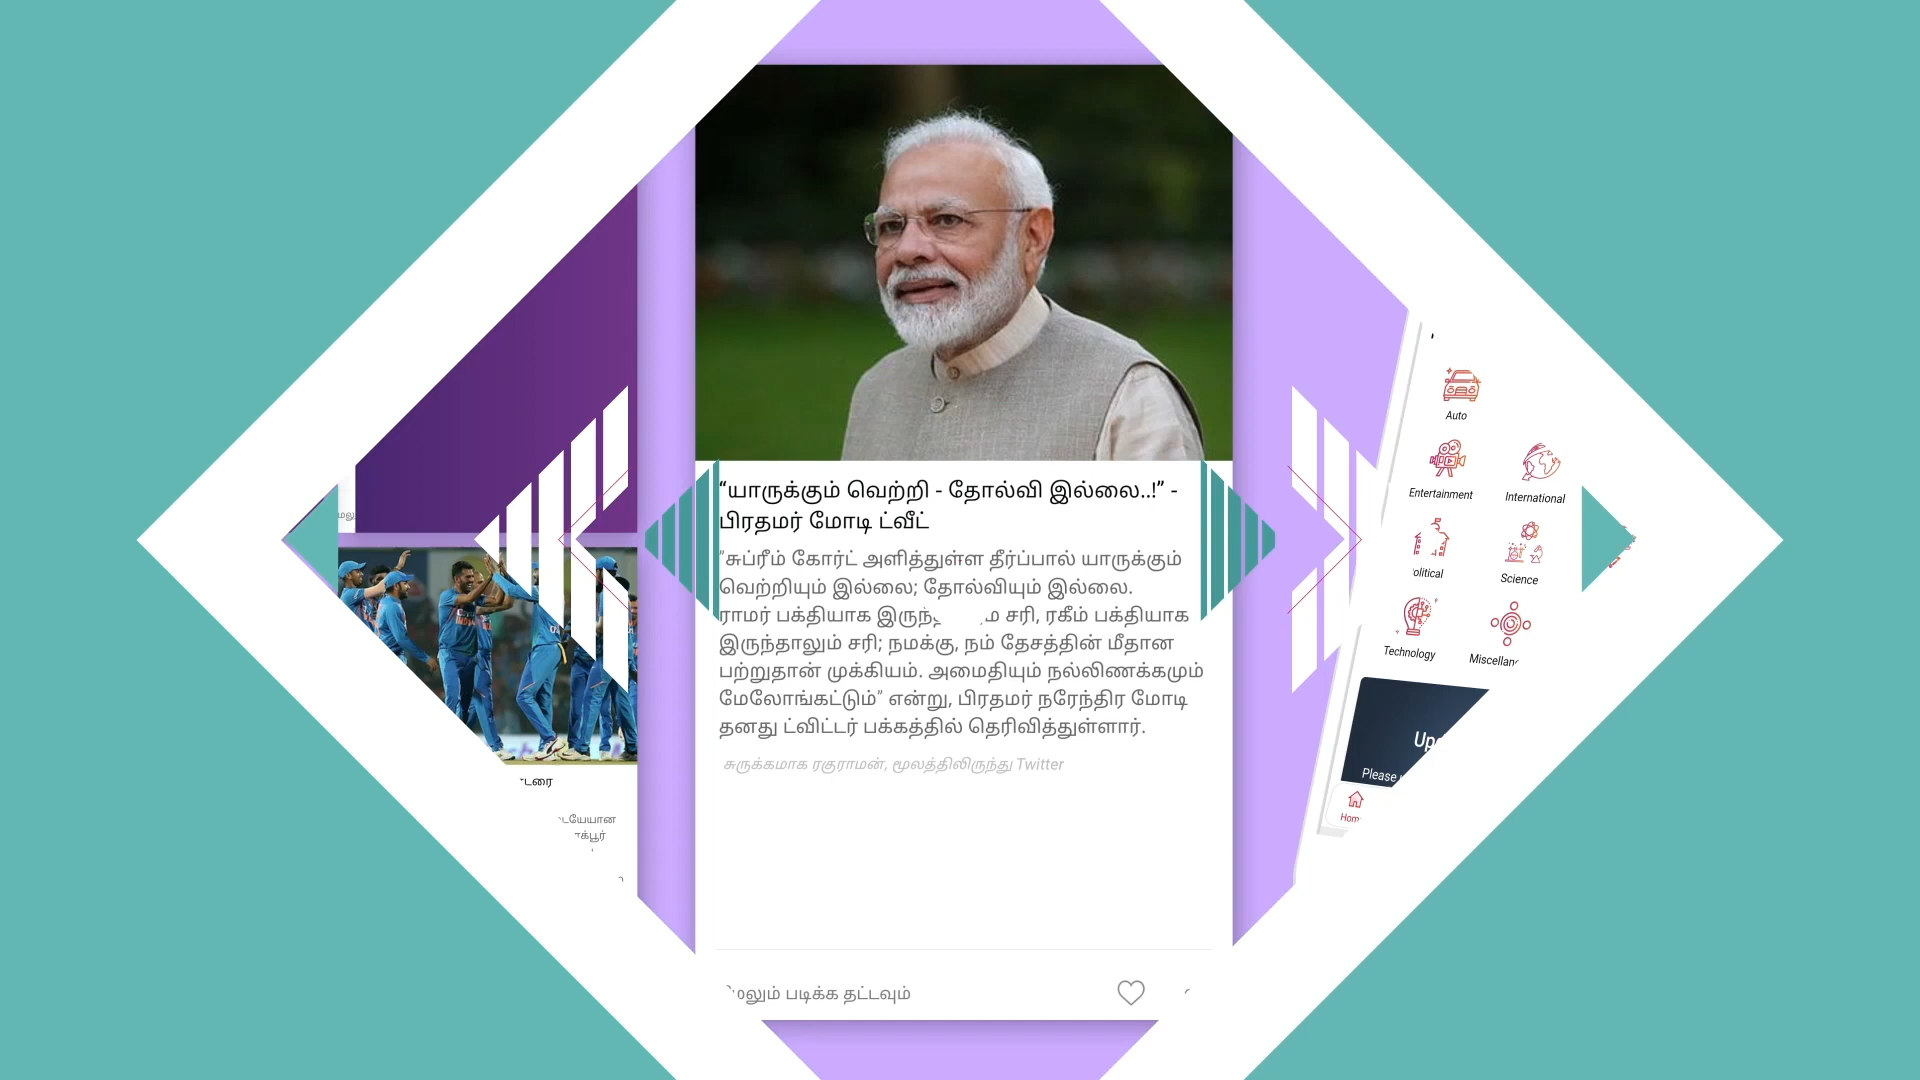 “யாருக்கும் வெற்றி - தோல்வி இல்லை..!” -
பிரதமர் மோடி ட்வீட்
"சுப்ரீம் கோர்ட் அளித்துள்ள தீர்ப்பால் யாருக்கும்
வெற்றியும் இல்லை; தோல்வியும் இல்லை.
ராமர் பக்தியாக சரி, ரகீம் பக்தியாக
இருந்தாலும் சரி; நமக்கு, நம் தேசத்தின் மீதான
பற்றுதான் முக்கியம். அமைதியும் நல்லிணக்கமும்
மேலோங்கட்டும்" என்று, பிரதமர் நரேந்திர மோடி
தனது ட்விட்டர் பக்கத்தில் தெரிவித்துள்ளார்.
சுருக்கமாக ரகுராமன், மூலத்திலிருந்து Twitter
படிக்க தட்டவும்
Auto
Entertainment
International
Science
Technology
Please